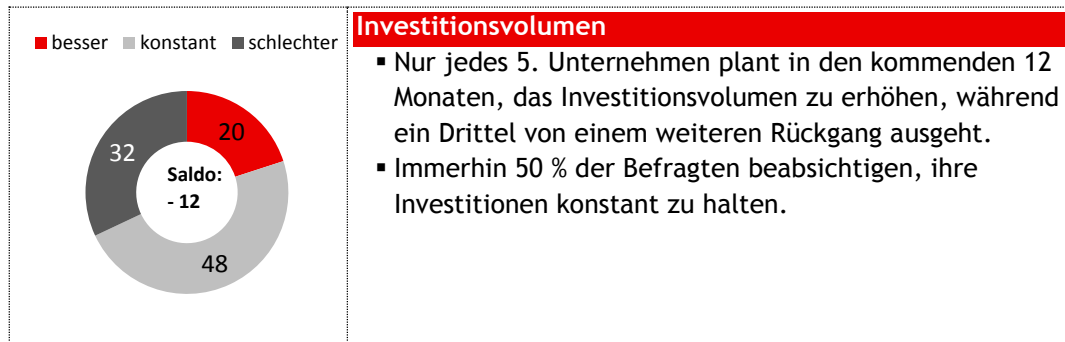 besser konstant schlechter
20
32
Saldo:
- 12
48
Investitionsvolumen
▪ Nur jedes 5. Unternehmen plant in den kommenden 12
Monaten, das Investitionsvolumen zu erhöhen, während
ein Drittel von einem weiteren Rückgang ausgeht.
▪ Immerhin 50 % der Befragten beabsichtigen, ihre
Investitionen konstant zu halten.